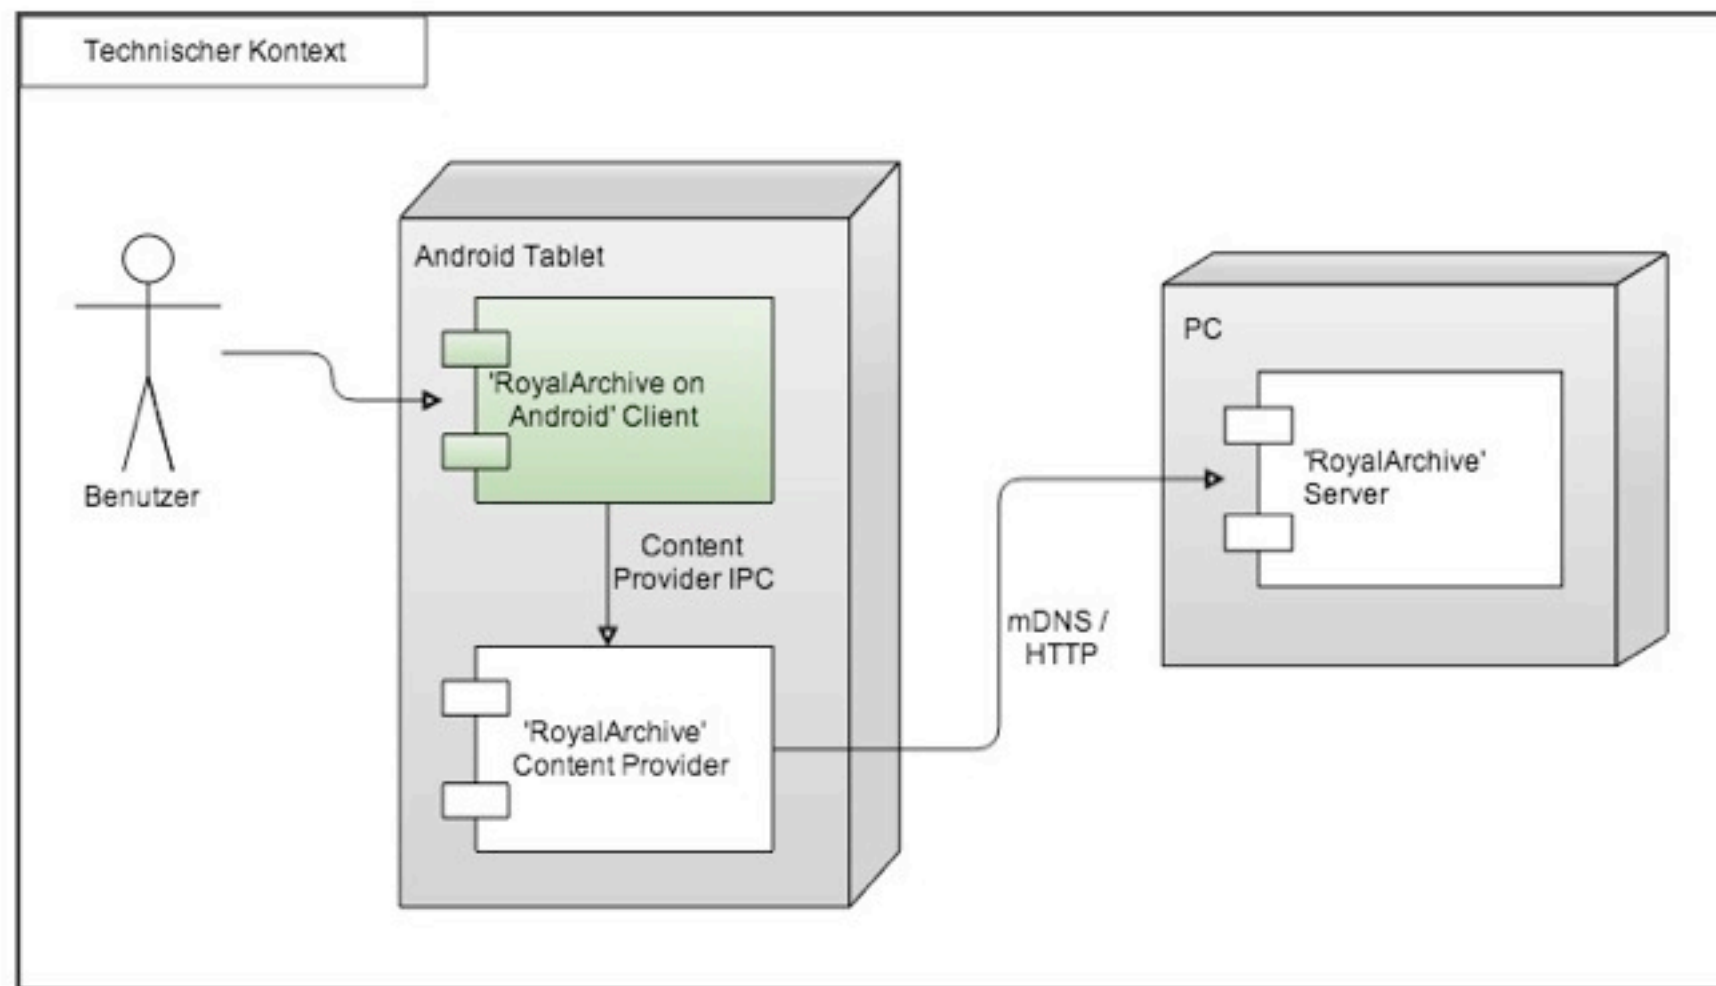 Technischer Kontext
Android Tablet
'RoyalArchive on
Android' Client
Benutzer
Content
Provider IPC
'RoyalArchive'
Content Provider
mDNS /
HTTP
PC
'RoyalArchive'
Server